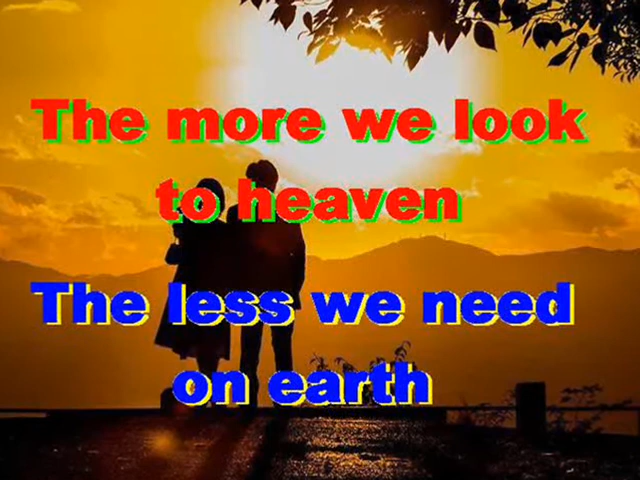 The more we look
to heaven
The less we need
on earth